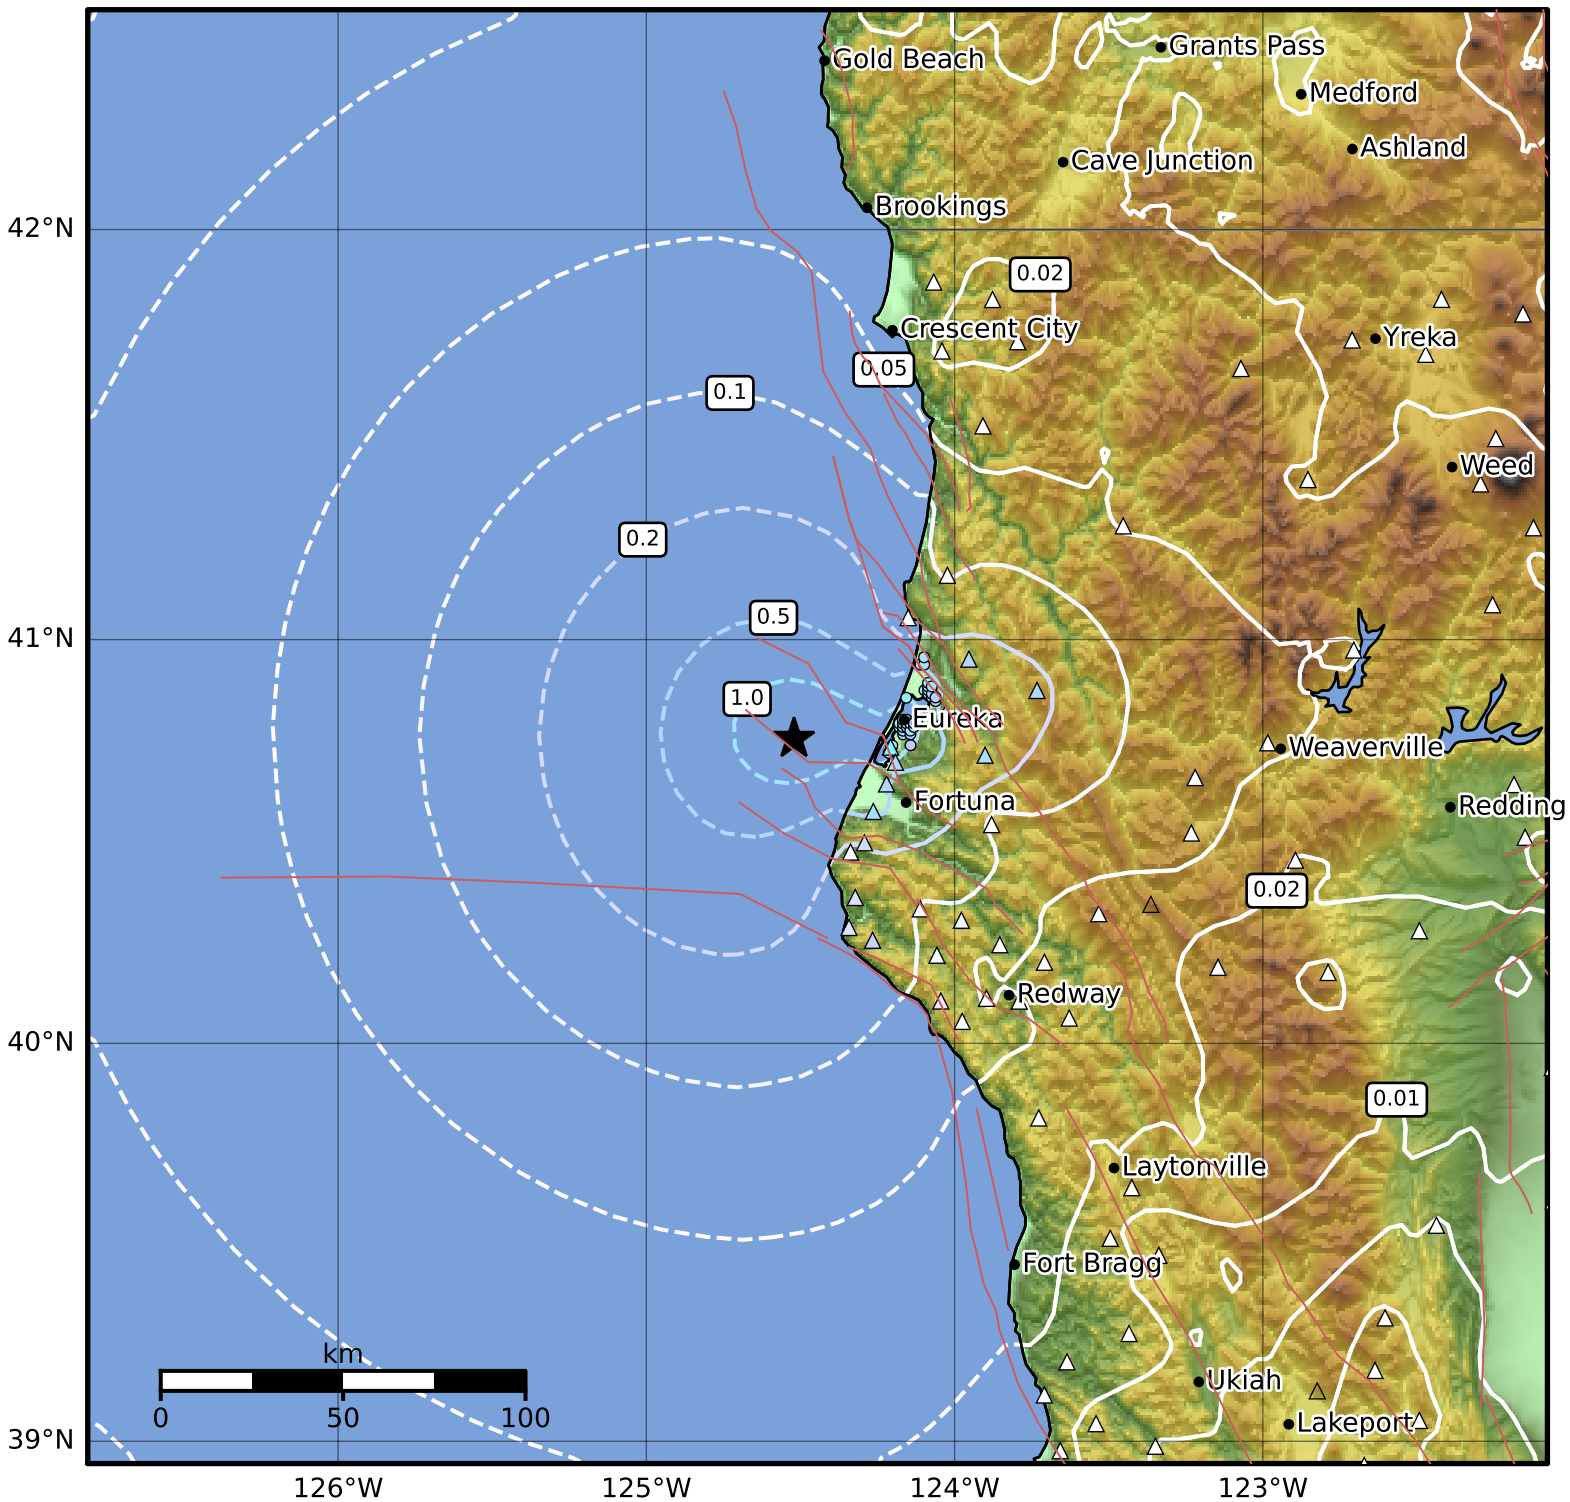 Grants Pass
Gold Beach
Medford
Ashland
Cave Junction
Brookings
42°N
0.02
Crescent City
Yreka
0.05
0.1
Weed
0.2
0.5
41°N
1.0
Eureka
Weaverville
Fortuna
Redding
0.02
Redway
40°N
0.01
Laytonville
Fort Bragg
km
Ukiah
0 50 100
Lakeport
39°N
126°W 125°W 124°W 123°W